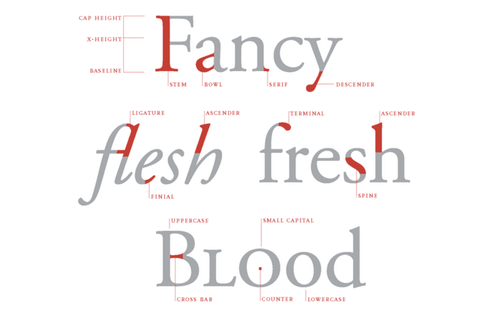 CAP HEIGHT
X-HEIGHT
BASELINE
Fancy
STEM BOWL SERIF DESCENDER
LIGATURE ASCENDER TERMINAL ASCENDER
flesh fresh
FINIAL SPINE
UPPERCASE SMALL CAPITAL
BLood
CROSS BAR COUNTER LOWERCASE